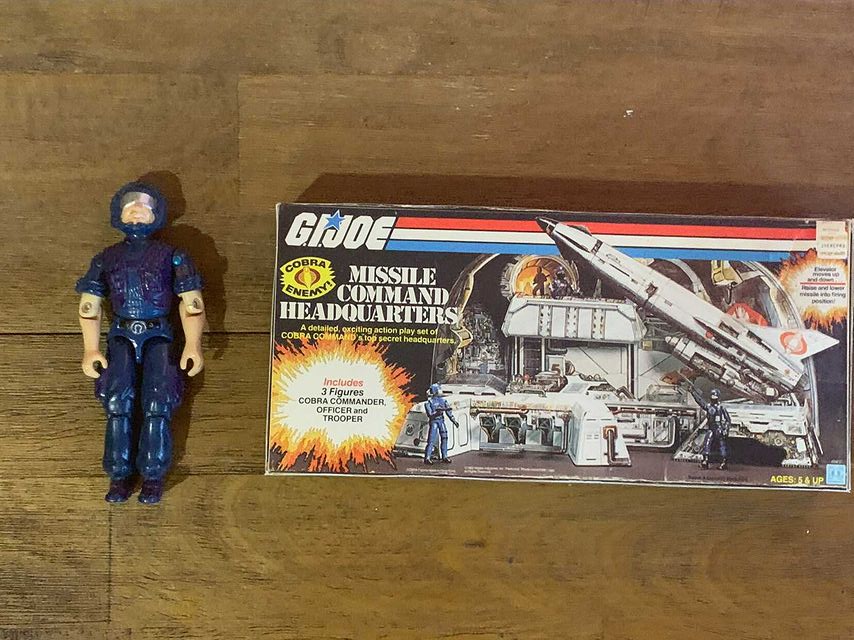 G.I. JOE
COBRA
ENEMY!
MISSILE
COMMAND
HEADQUARTERS
A detailed, exciting action play set of
COBRA COMMAND's top secret headquarters.
Includes
3 Figures
COBRA COMMANDER,
OFFICER and
TROOPER
Elevator
moves up
and down.
Raise and lower
missile into firing
position!
AGES: 5 & UP